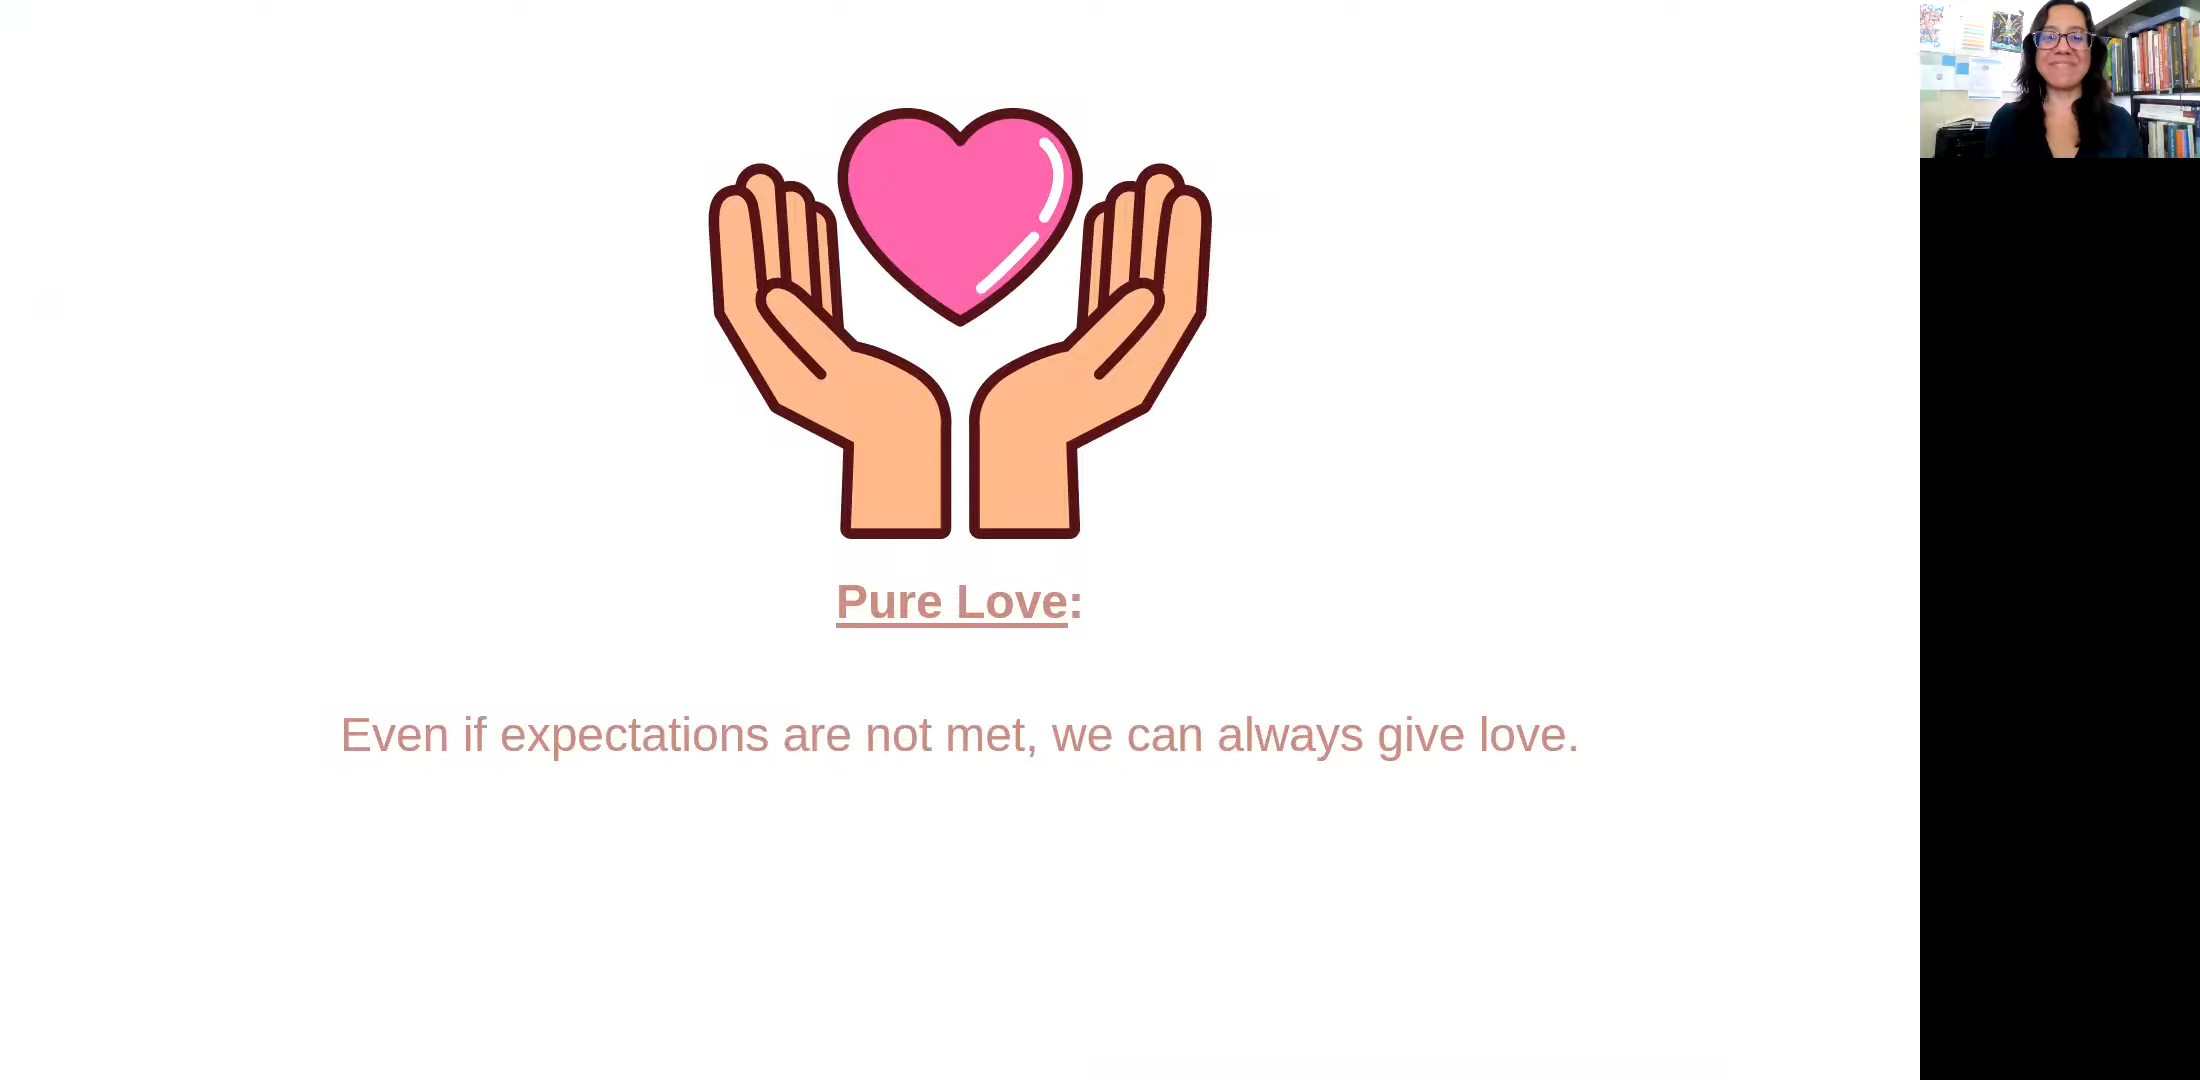 Pure Love:
Even if expectations are not met, we can always give love.